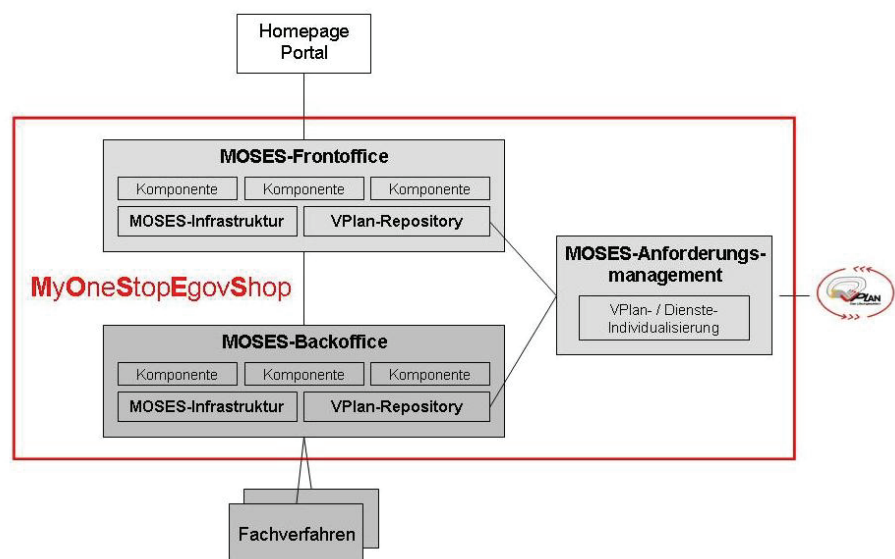 Homepage
Portal
MOSES-Frontoffice
Komponente Komponente Komponente
MOSES-Infrastruktur VPlan-Repository
MyOneStopEgovShop
MOSES-Anforderungs-
management
VPlan- / Dienste-
Individualisierung
VPLAN
MOSES-Backoffice
Komponente Komponente Komponente
MOSES-Infrastruktur VPlan-Repository
Fachverfahren